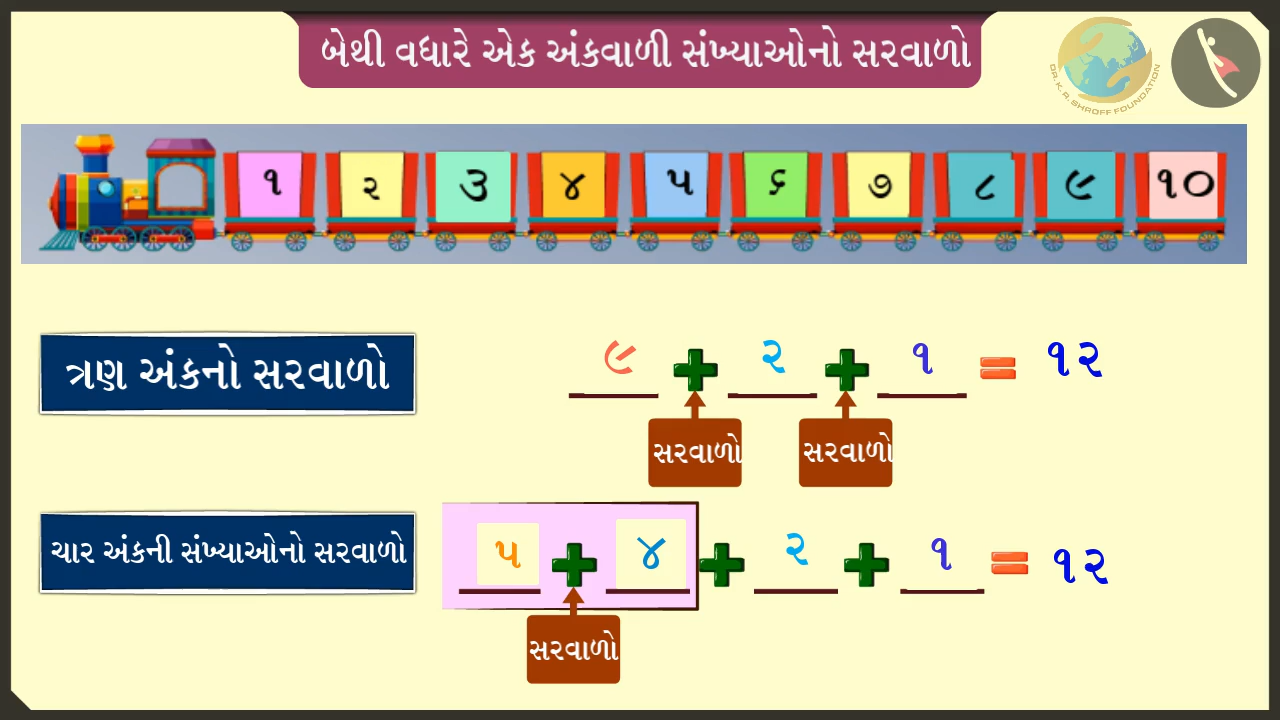 બેથી વધારે એક અંકવાળી સંખ્યાઓનો સરવાળો
DR. K. R. SHROFF FOUNDATION
૧ ૨ ૩ ૪ ૫ ૬ ૭ ૮ ૯ ૧૦
ત્રણ અંકનો સરવાળો
૯ + ૨ + ૧ = ૧૨
સરવાળો સરવાળો
ચાર અંકની સંખ્યાઓનો સરવાળો
૫ + ૪ + ૨ + ૧ = ૧૨
સરવાળો